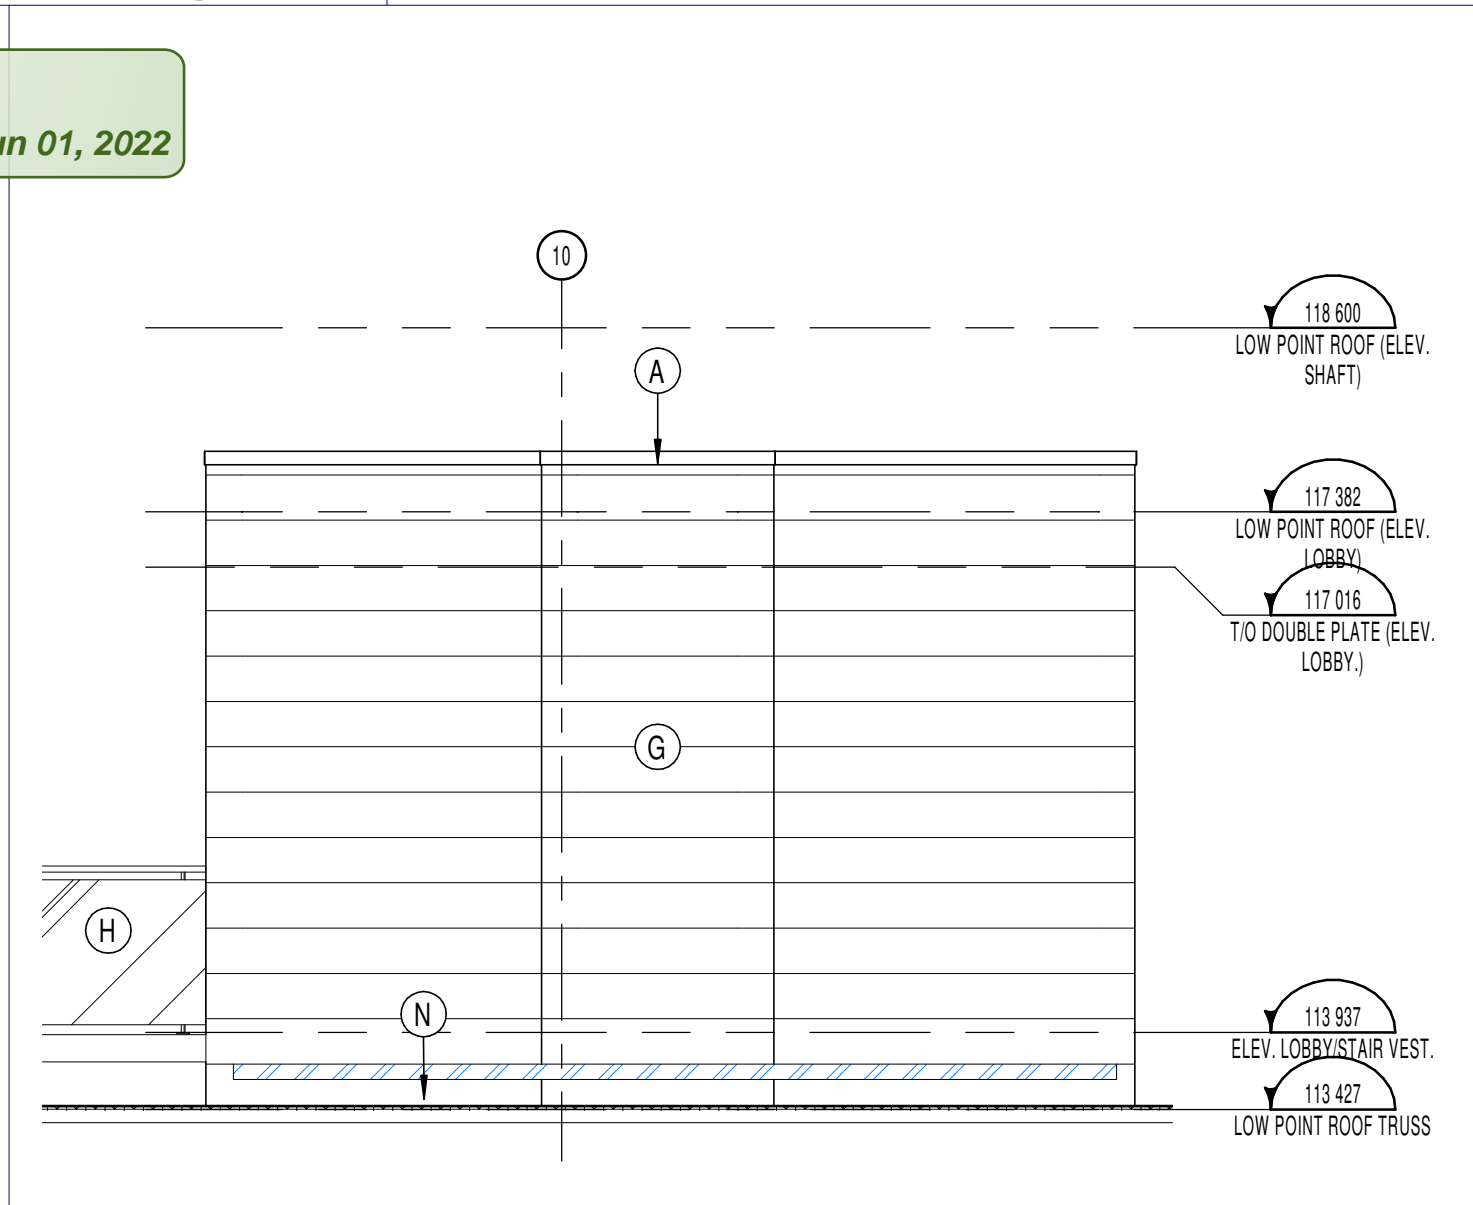 01, 2022
10
118 600
LOW POINT ROOF (ELEV.
SHAFT)
A
117 382
LOW POINT ROOF (ELEV.
LOBBY)
117 016
T/O DOUBLE PLATE (ELEV.
LOBBY.)
G
H
N
113 937
ELEV. LOBBY/STAIR VEST.
113 427
LOW POINT ROOF TRUSS